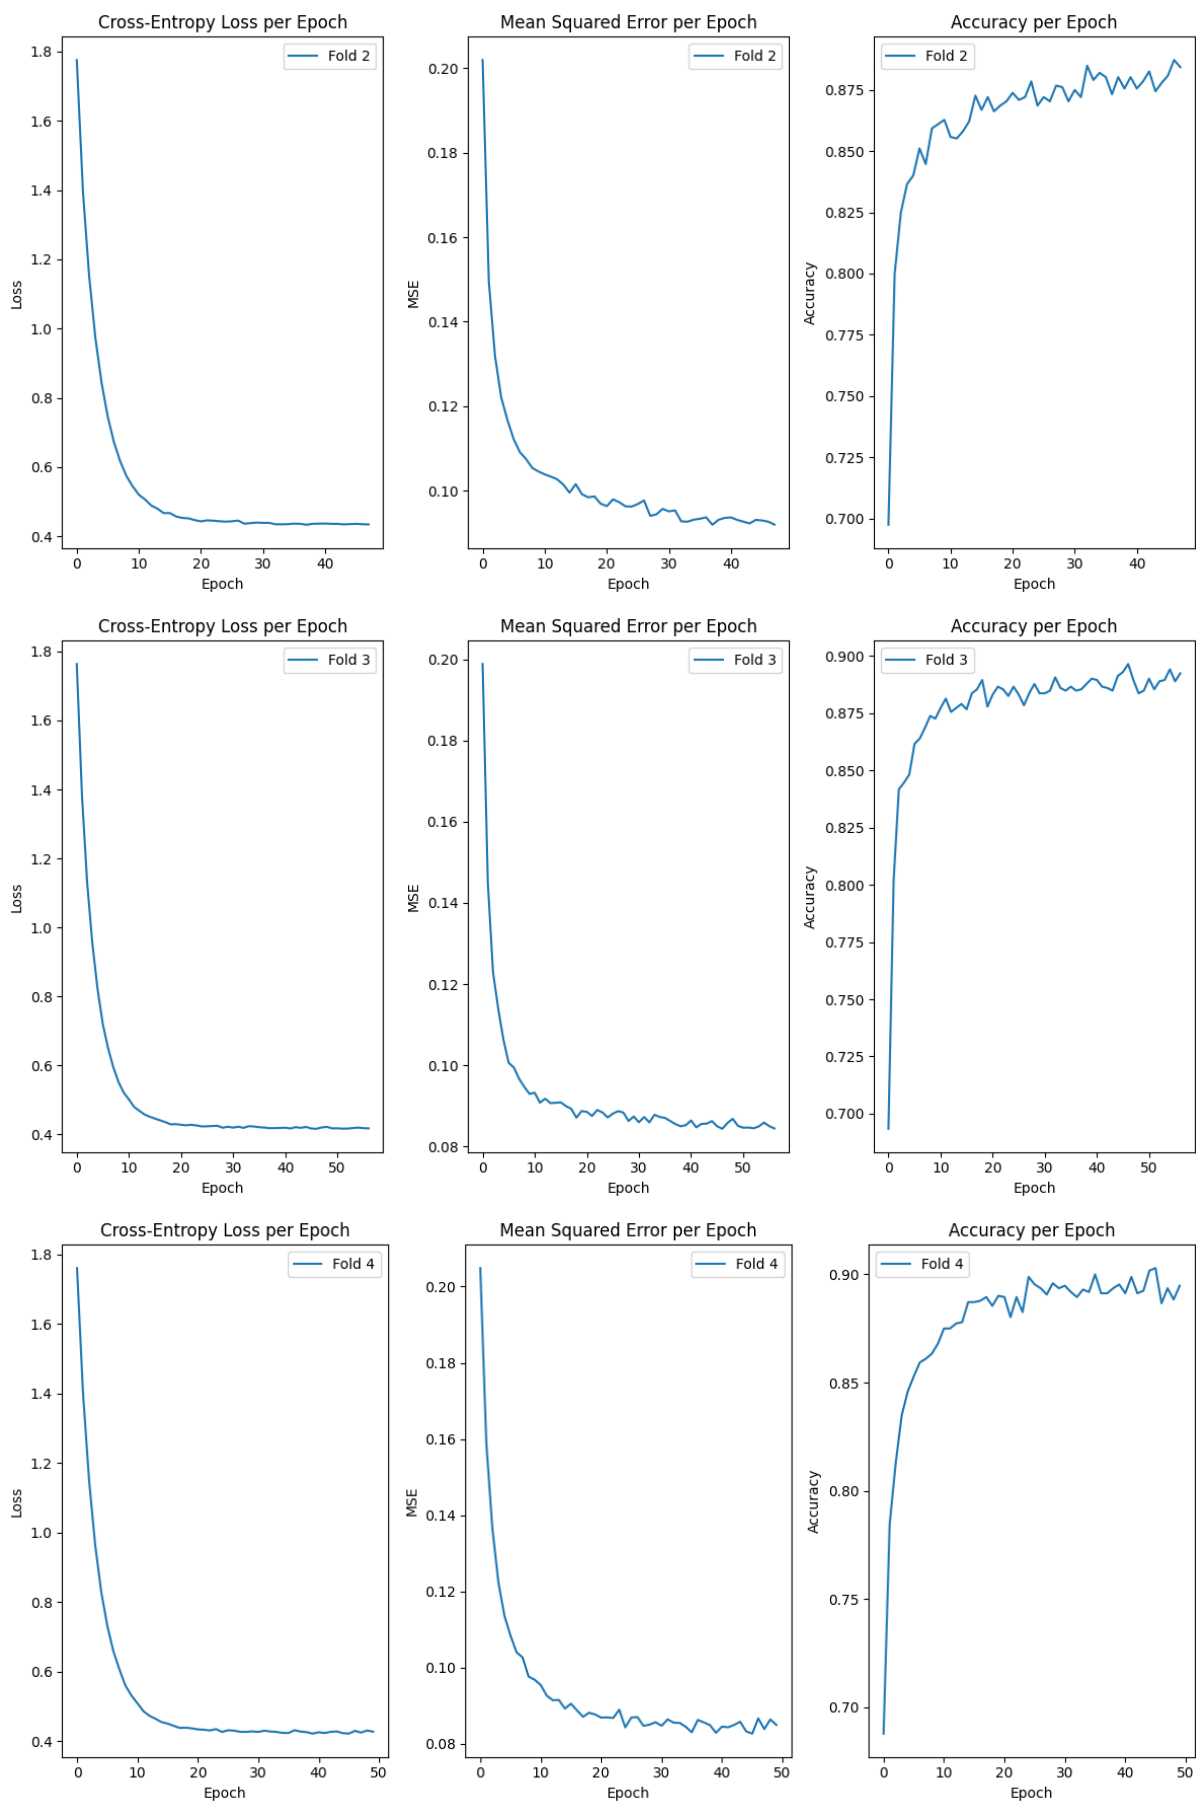 Cross-Entropy Loss per Epoch
Fold 2
1.8
1.6
1.4
1.2
1.0
0.8
0.6
0.4
Loss
0 10 20 30 40
Epoch
Mean Squared Error per Epoch
Fold 2
0.20
0.18
0.16
0.14
0.12
0.10
MSE
0 10 20 30 40
Epoch
Accuracy per Epoch
Fold 2
0.875
0.850
0.825
0.800
0.775
0.750
0.725
0.700
Accuracy
0 10 20 30 40
Epoch
Cross-Entropy Loss per Epoch
Fold 3
1.8
1.6
1.4
1.2
1.0
0.8
0.6
0.4
Loss
0 10 20 30 40 50
Epoch
Mean Squared Error per Epoch
Fold 3
0.20
0.18
0.16
0.14
0.12
0.10
0.08
MSE
0 10 20 30 40 50
Epoch
Accuracy per Epoch
Fold 3
0.900
0.875
0.850
0.825
0.800
0.775
0.750
0.725
0.700
Accuracy
0 10 20 30 40 50
Epoch
Cross-Entropy Loss per Epoch
Fold 4
1.8
1.6
1.4
1.2
1.0
0.8
0.6
0.4
Loss
0 10 20 30 40 50
Epoch
Mean Squared Error per Epoch
Fold 4
0.20
0.18
0.16
0.14
0.12
0.10
0.08
MSE
0 10 20 30 40 50
Epoch
Accuracy per Epoch
Fold 4
0.90
0.85
0.80
0.75
0.70
Accuracy
0 10 20 30 40 50
Epoch